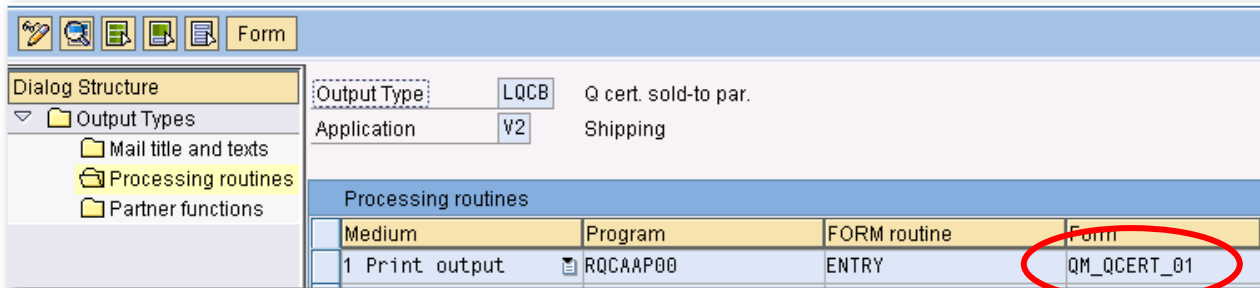 Form
Dialog Structure
Output Types
Mail title and texts
Processing routines
Partner functions
Output Type LQCB Q cert. sold-to par.
Application V2 Shipping
Processing routines
Medium Program FORM routine Form
1 Print output RQCAAP00 ENTRY QM_QCERT_01